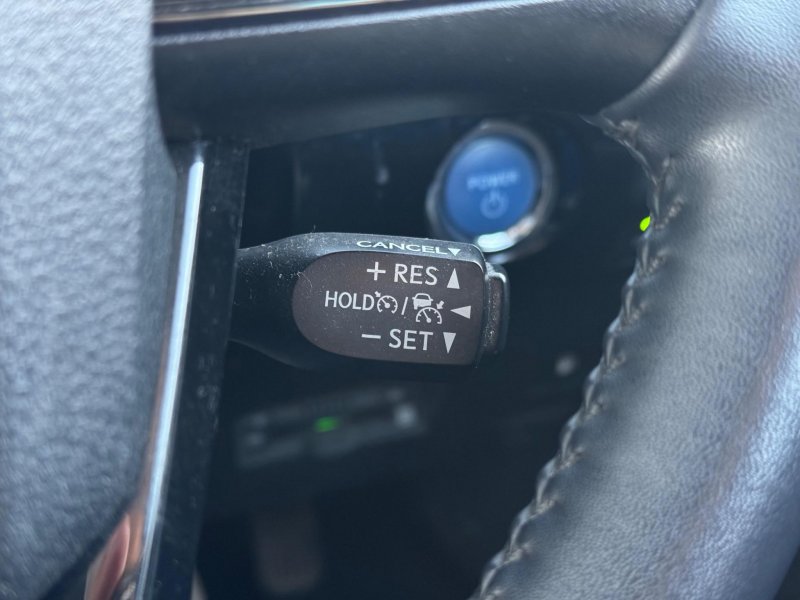 POWER
CANCEL▼
+ RES ▲
HOLD / ◀
− SET ▼